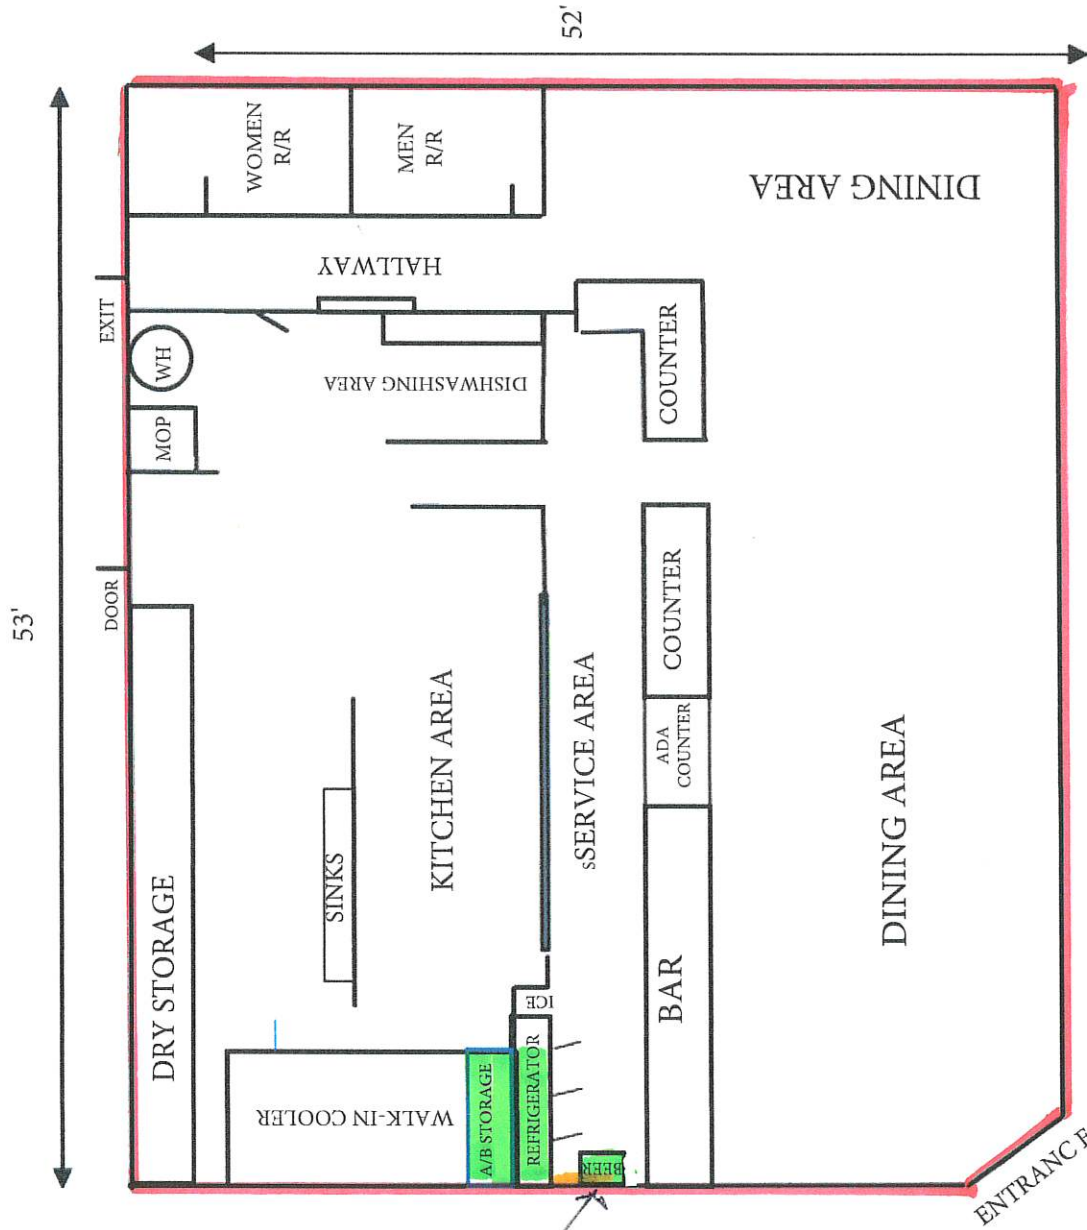 53'
52'
EXIT
DOOR
WOMEN
R/R
MEN
R/R
HALLWAY
WH
MOP
DISHWASHING AREA
DINING AREA
COUNTER
DRY STORAGE
SINKS
KITCHEN AREA
sSERVICE AREA
COUNTER
ADA
COUNTER
BAR
DINING AREA
ICE
WALK-IN COOLER
A/B STORAGE
REFRIGERATOR
BEER
ENTRANCE